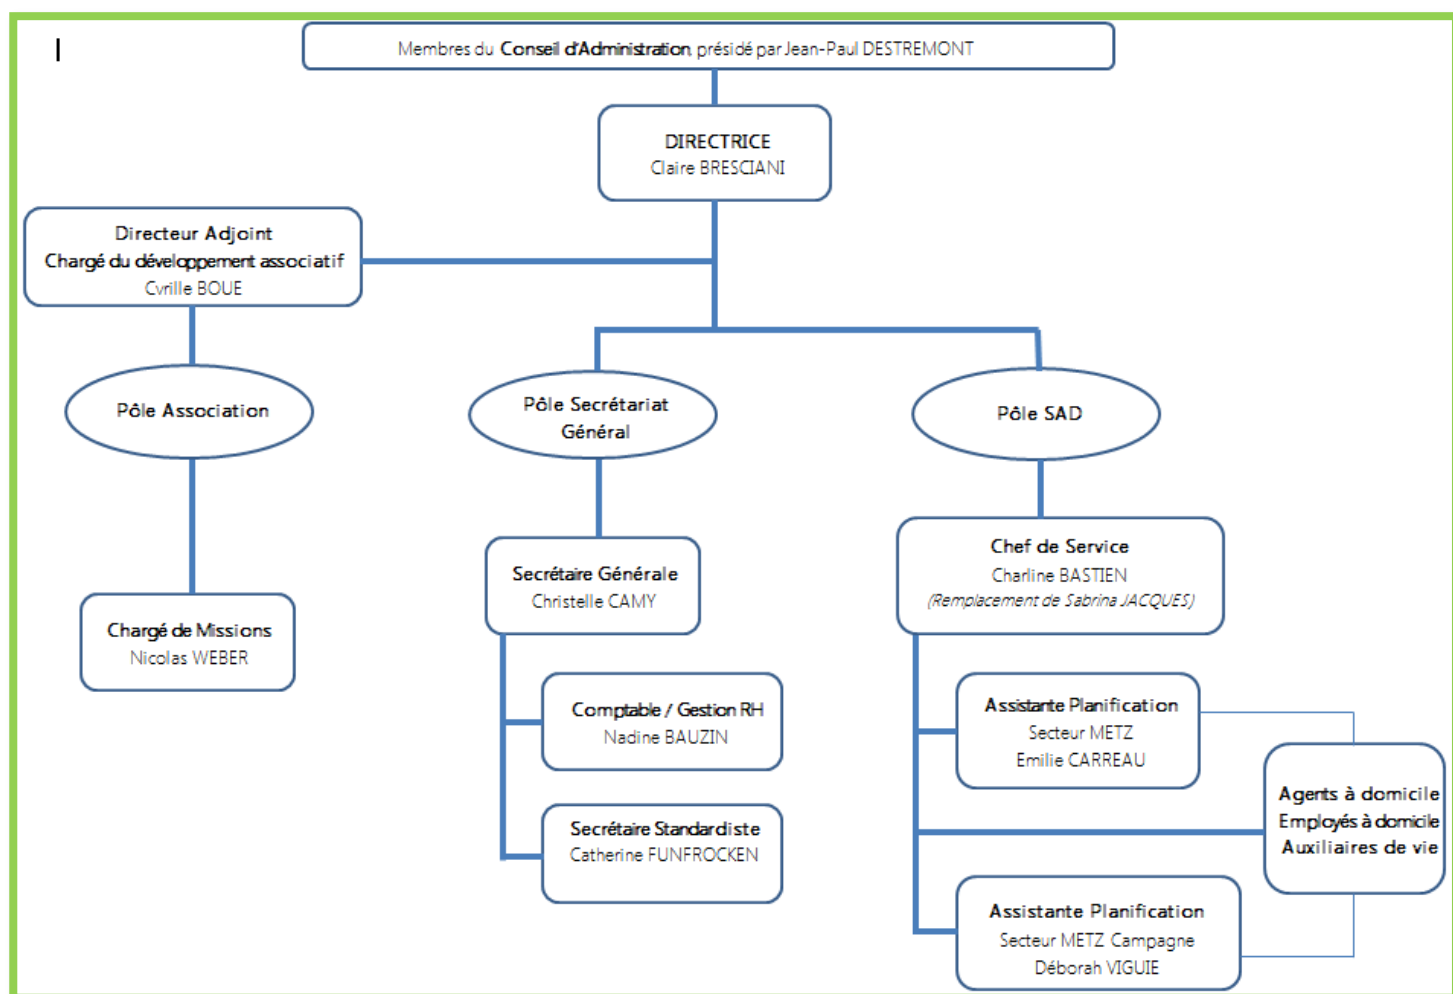 Membres du Conseil d'Administration, présidé par Jean-Paul DESTREMONT
DIRECTRICE
Claire BRESCIANI
Directeur Adjoint
Chargé du développement associatif
Cyrille BOUE
Pôle Association
Pôle Secrétariat
Général
Pôle SAD
Chargé de Missions
Nicolas WEBER
Secrétaire Générale
Christelle CAMY
Comptable / Gestion RH
Nadine BAUZIN
Secrétaire Standardiste
Catherine FUNFROCKEN
Chef de Service
Charline BASTIEN
(Remplacement de Sabrina JACQUES)
Assistante Planification
Secteur METZ
Emilie CARREAU
Agents à domicile
Employés à domicile
Auxiliaires de vie
Assistante Planification
Secteur METZ Campagne
Déborah VIGUIE